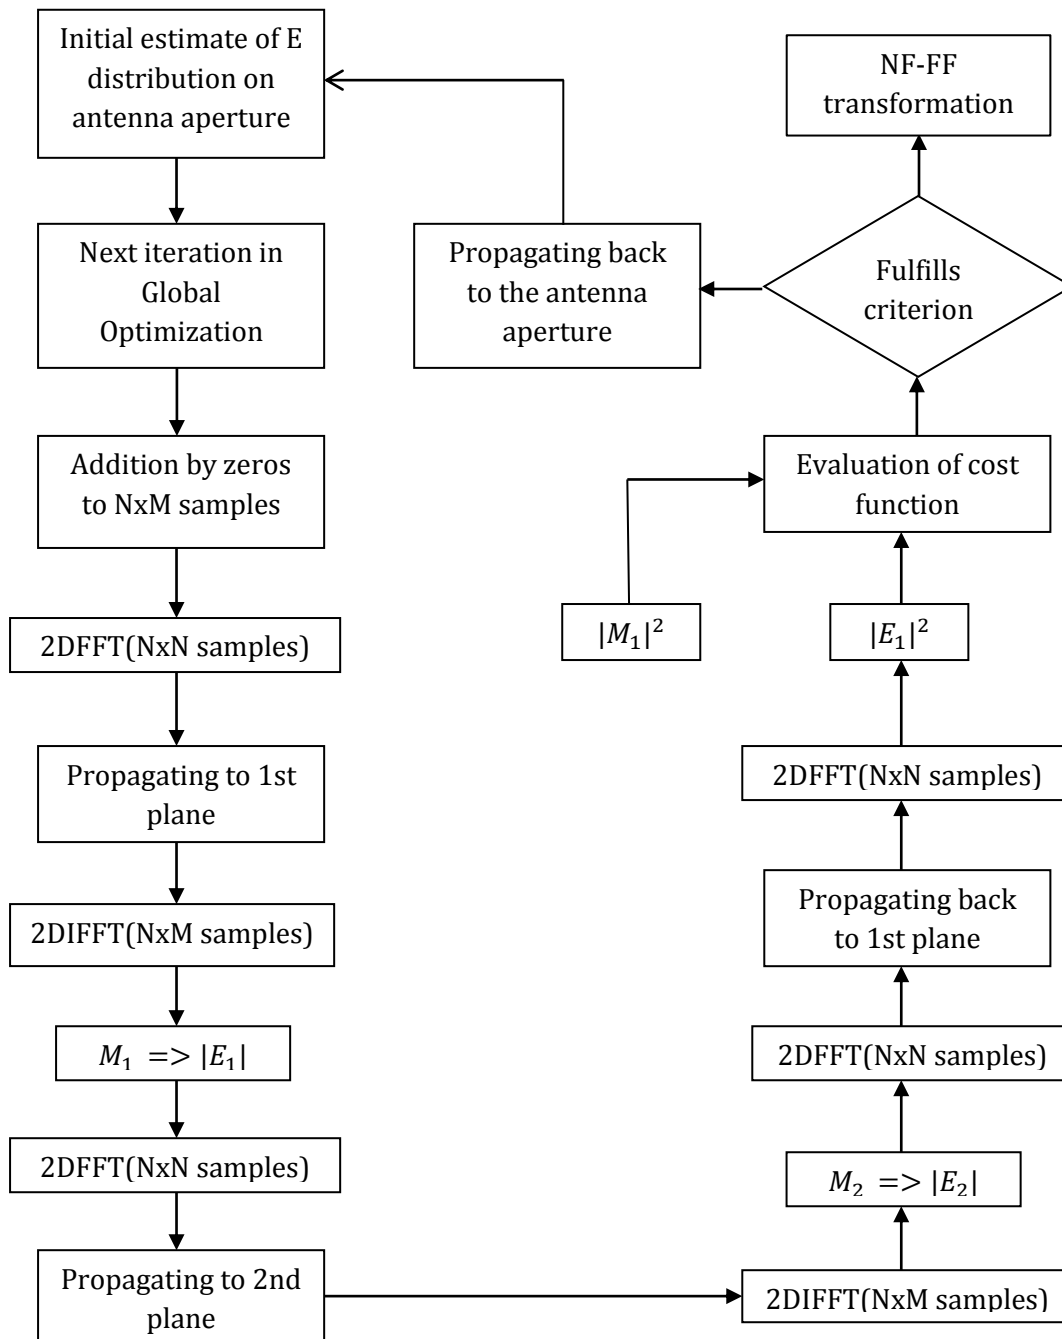 Initial estimate of E
distribution on
antenna aperture
Next iteration in
Global
Optimization
Addition by zeros
to NxM samples
2DFFT(NxN samples)
Propagating to 1st
plane
2DIFFT(NxM samples)
M₁ => |E₁|
2DFFT(NxN samples)
Propagating to 2nd
plane
2DIFFT(NxM samples)
M₂ => |E₂|
2DFFT(NxN samples)
Propagating back
to 1st plane
2DFFT(NxN samples)
|E₁|²
|M₁|²
Evaluation of cost
function
Fulfills
criterion
Propagating back
to the antenna
aperture
NF-FF
transformation